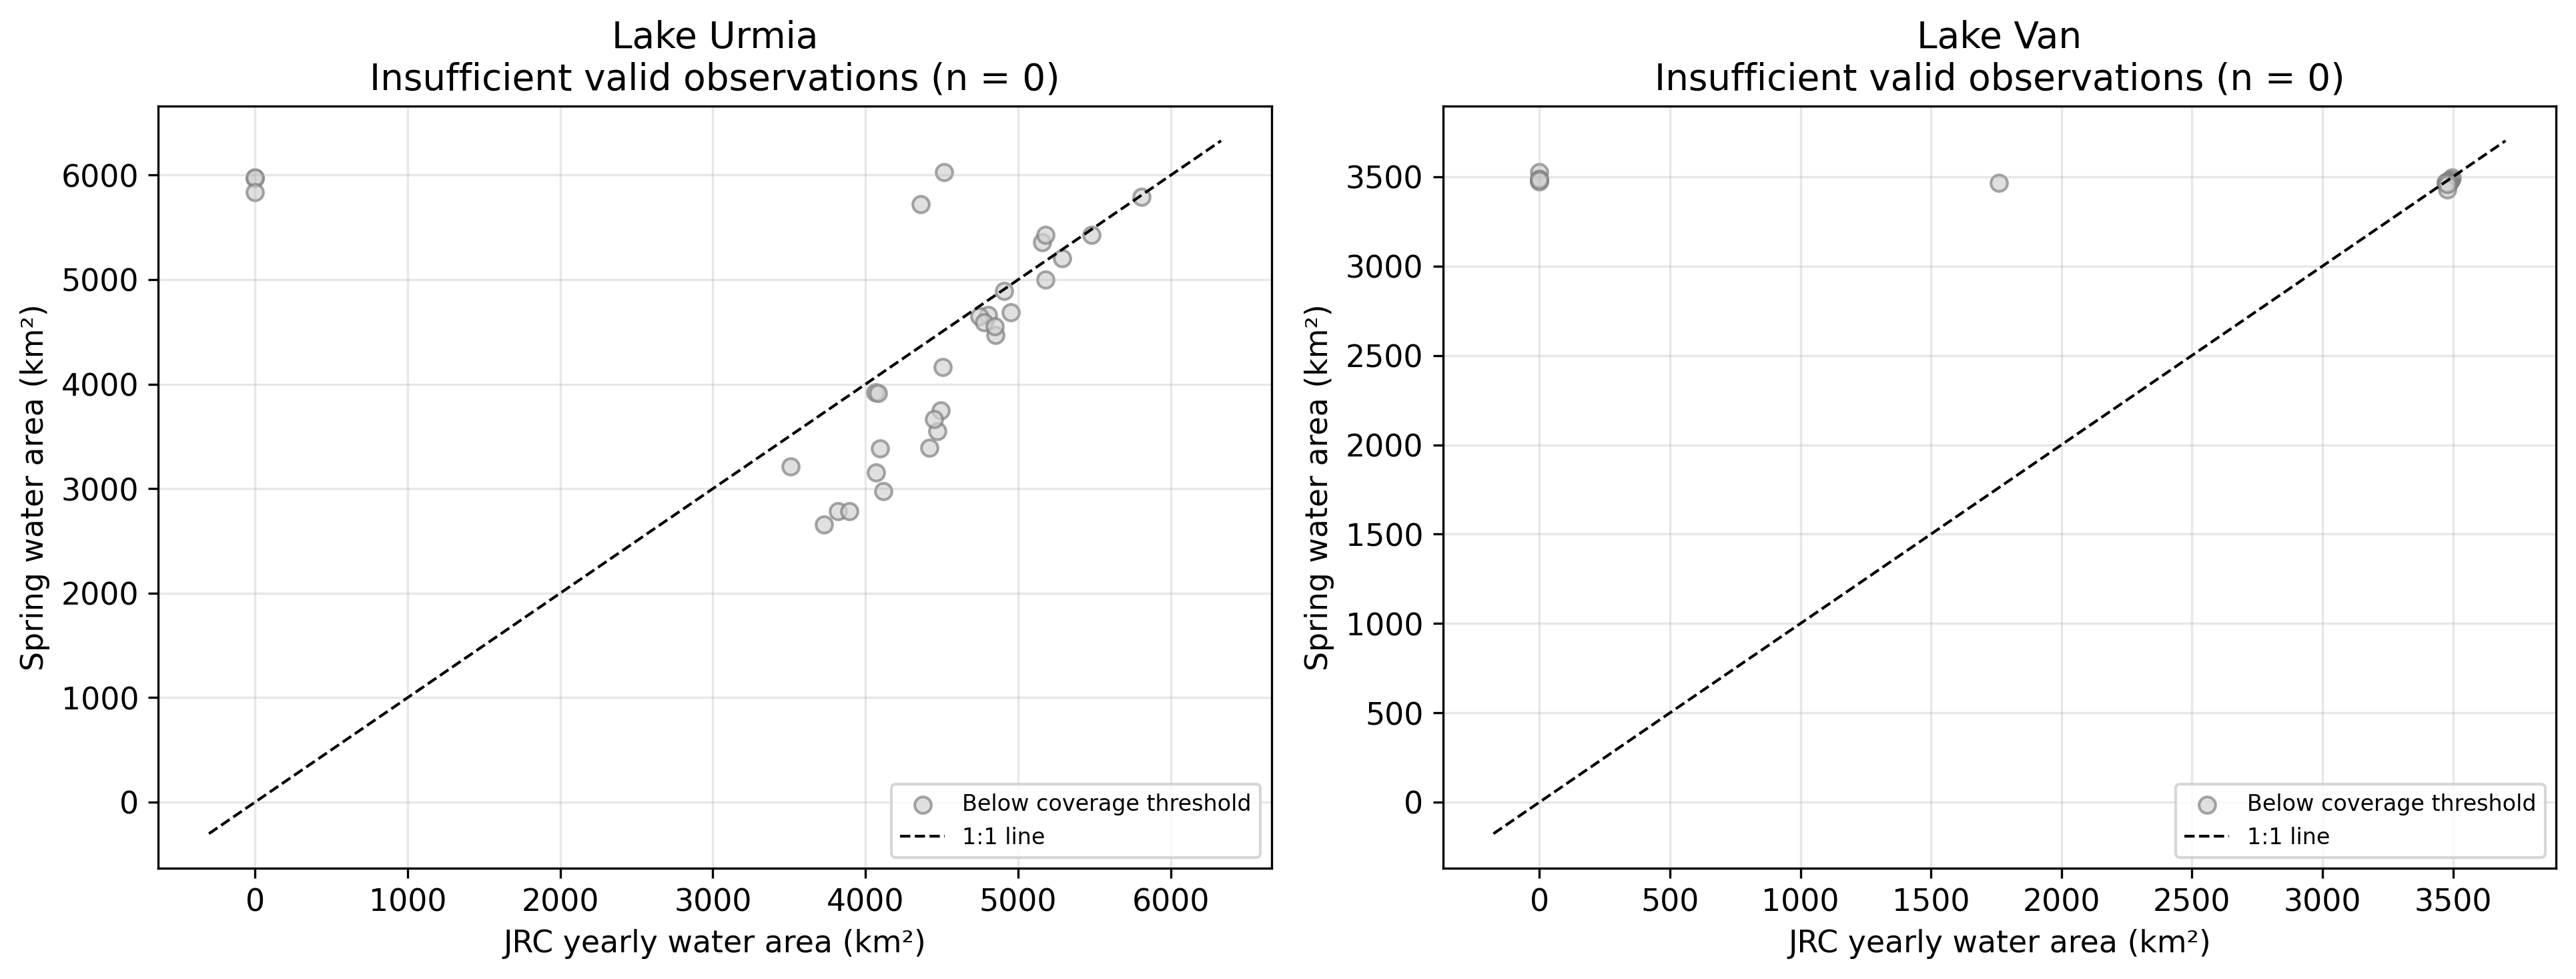 Lake Urmia
Insufficient valid observations (n = 0)
Spring water area (km²)
6000
5000
4000
3000
2000
1000
0
0 1000 2000 3000 4000 5000 6000
JRC yearly water area (km²)
Below coverage threshold
1:1 line
Lake Van
Insufficient valid observations (n = 0)
Spring water area (km²)
3500
3000
2500
2000
1500
1000
500
0
0 500 1000 1500 2000 2500 3000 3500
JRC yearly water area (km²)
Below coverage threshold
1:1 line